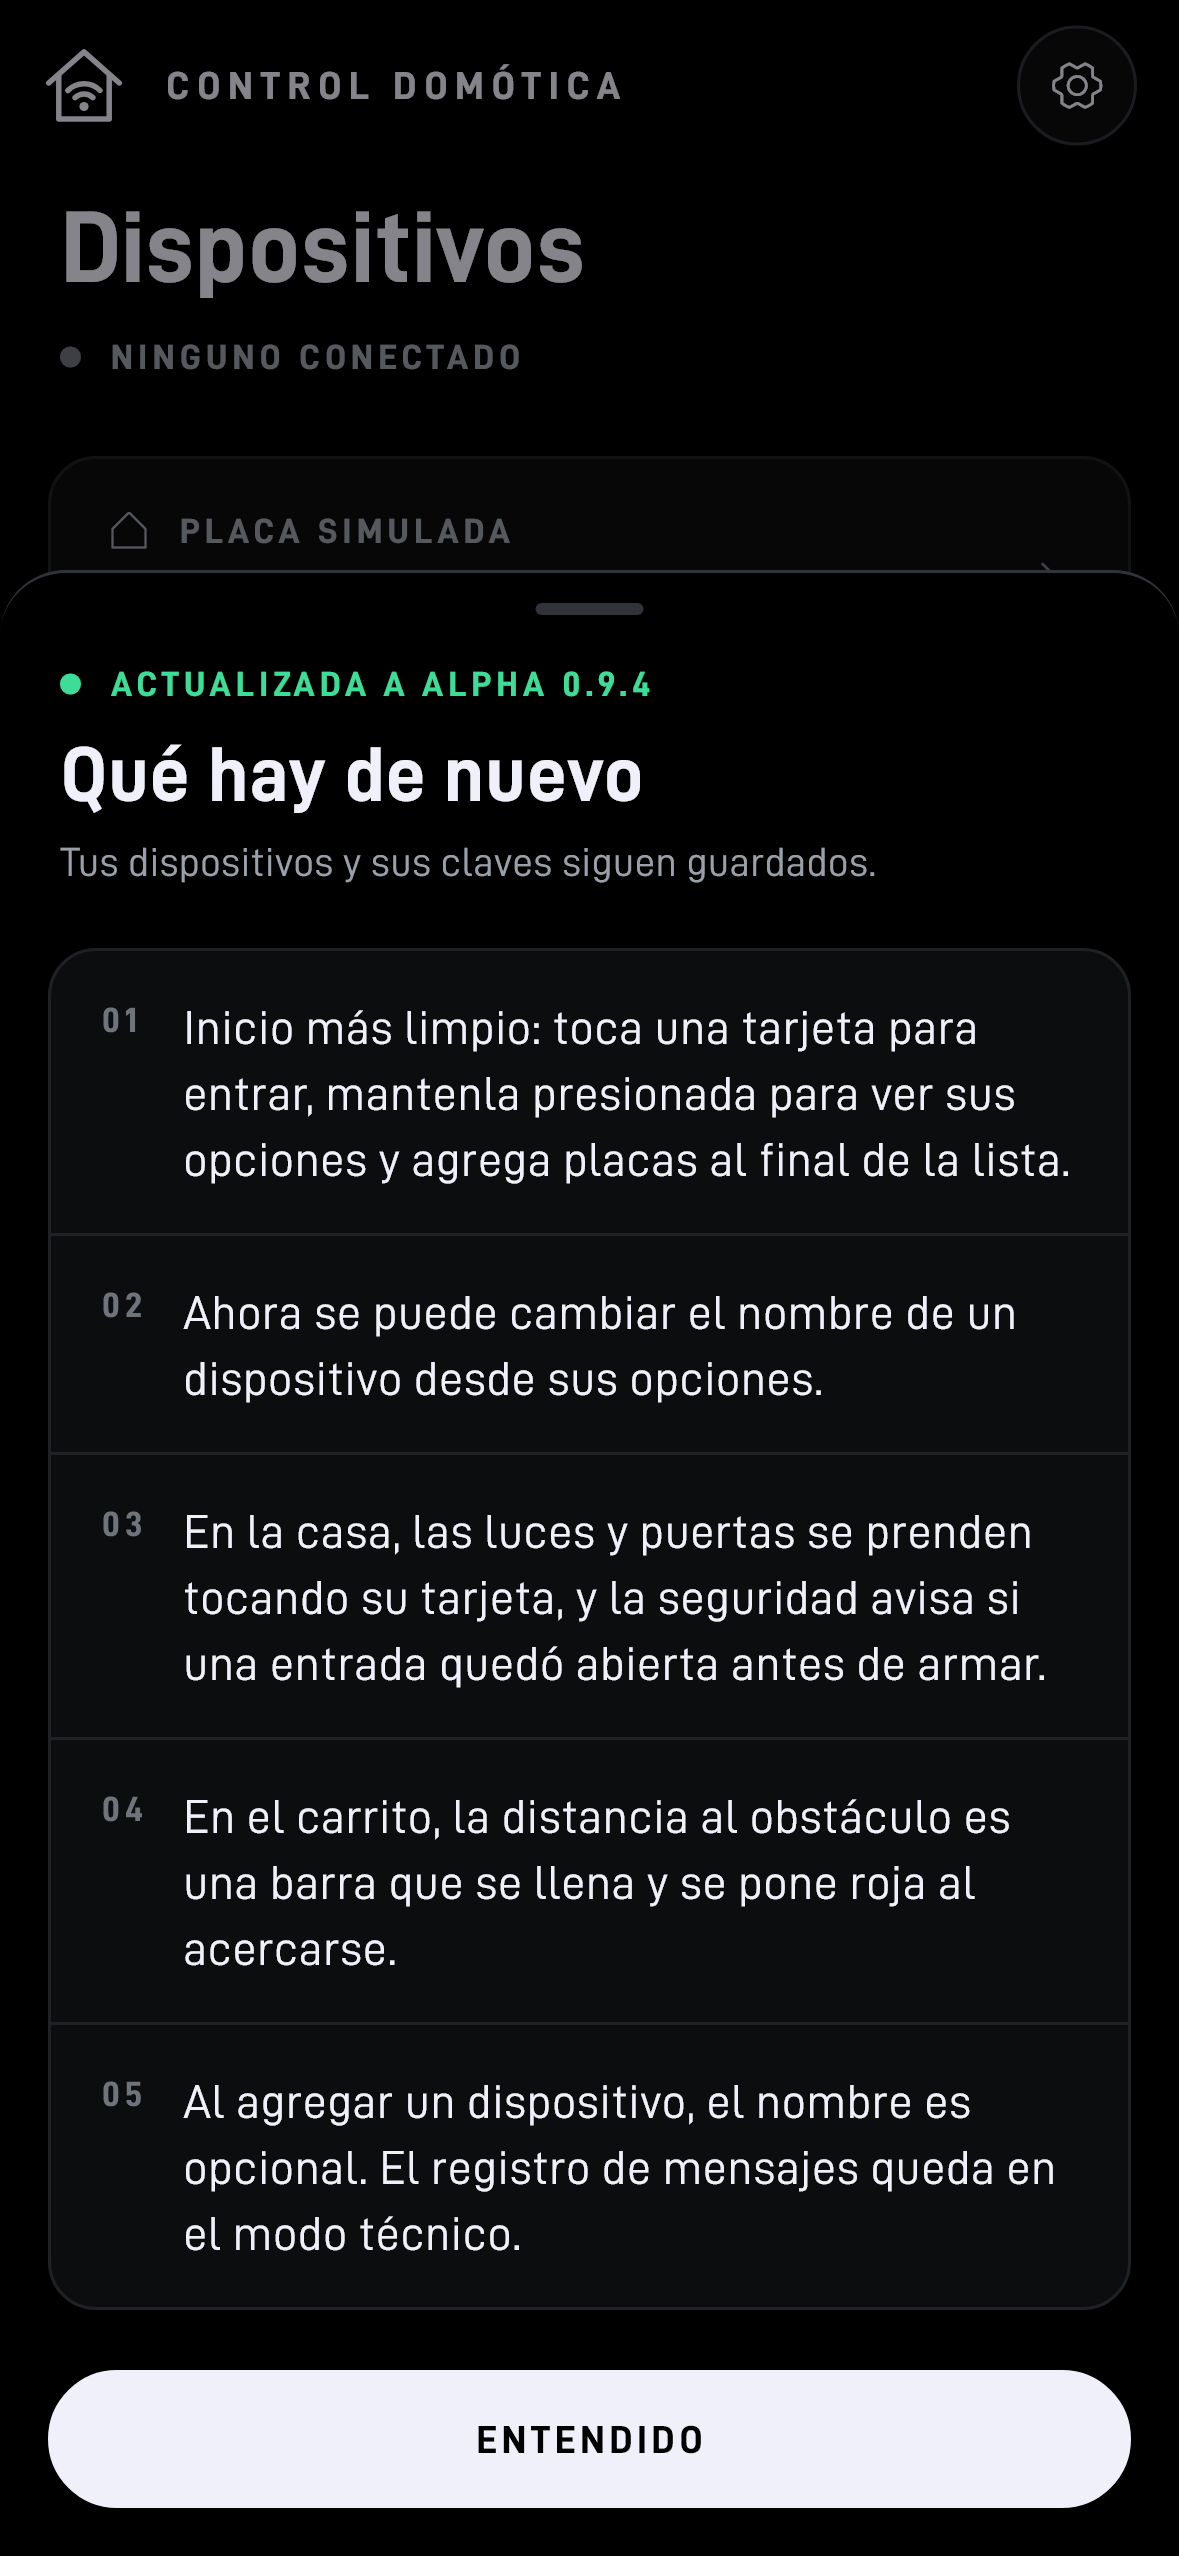 CONTROL DOMÓTICA
Dispositivos
NINGUNO CONECTADO
PLACA SIMULADA
ACTUALIZADA A ALPHA 0.9.4
Qué hay de nuevo
Tus dispositivos y sus claves siguen guardados.
01 Inicio más limpio: toca una tarjeta para
entrar, mantenla presionada para ver sus
opciones y agrega placas al final de la lista.
02 Ahora se puede cambiar el nombre de un
dispositivo desde sus opciones.
03 En la casa, las luces y puertas se prenden
tocando su tarjeta, y la seguridad avisa si
una entrada quedó abierta antes de armar.
04 En el carrito, la distancia al obstáculo es
una barra que se llena y se pone roja al
acercarse.
05 Al agregar un dispositivo, el nombre es
opcional. El registro de mensajes queda en
el modo técnico.
ENTENDIDO